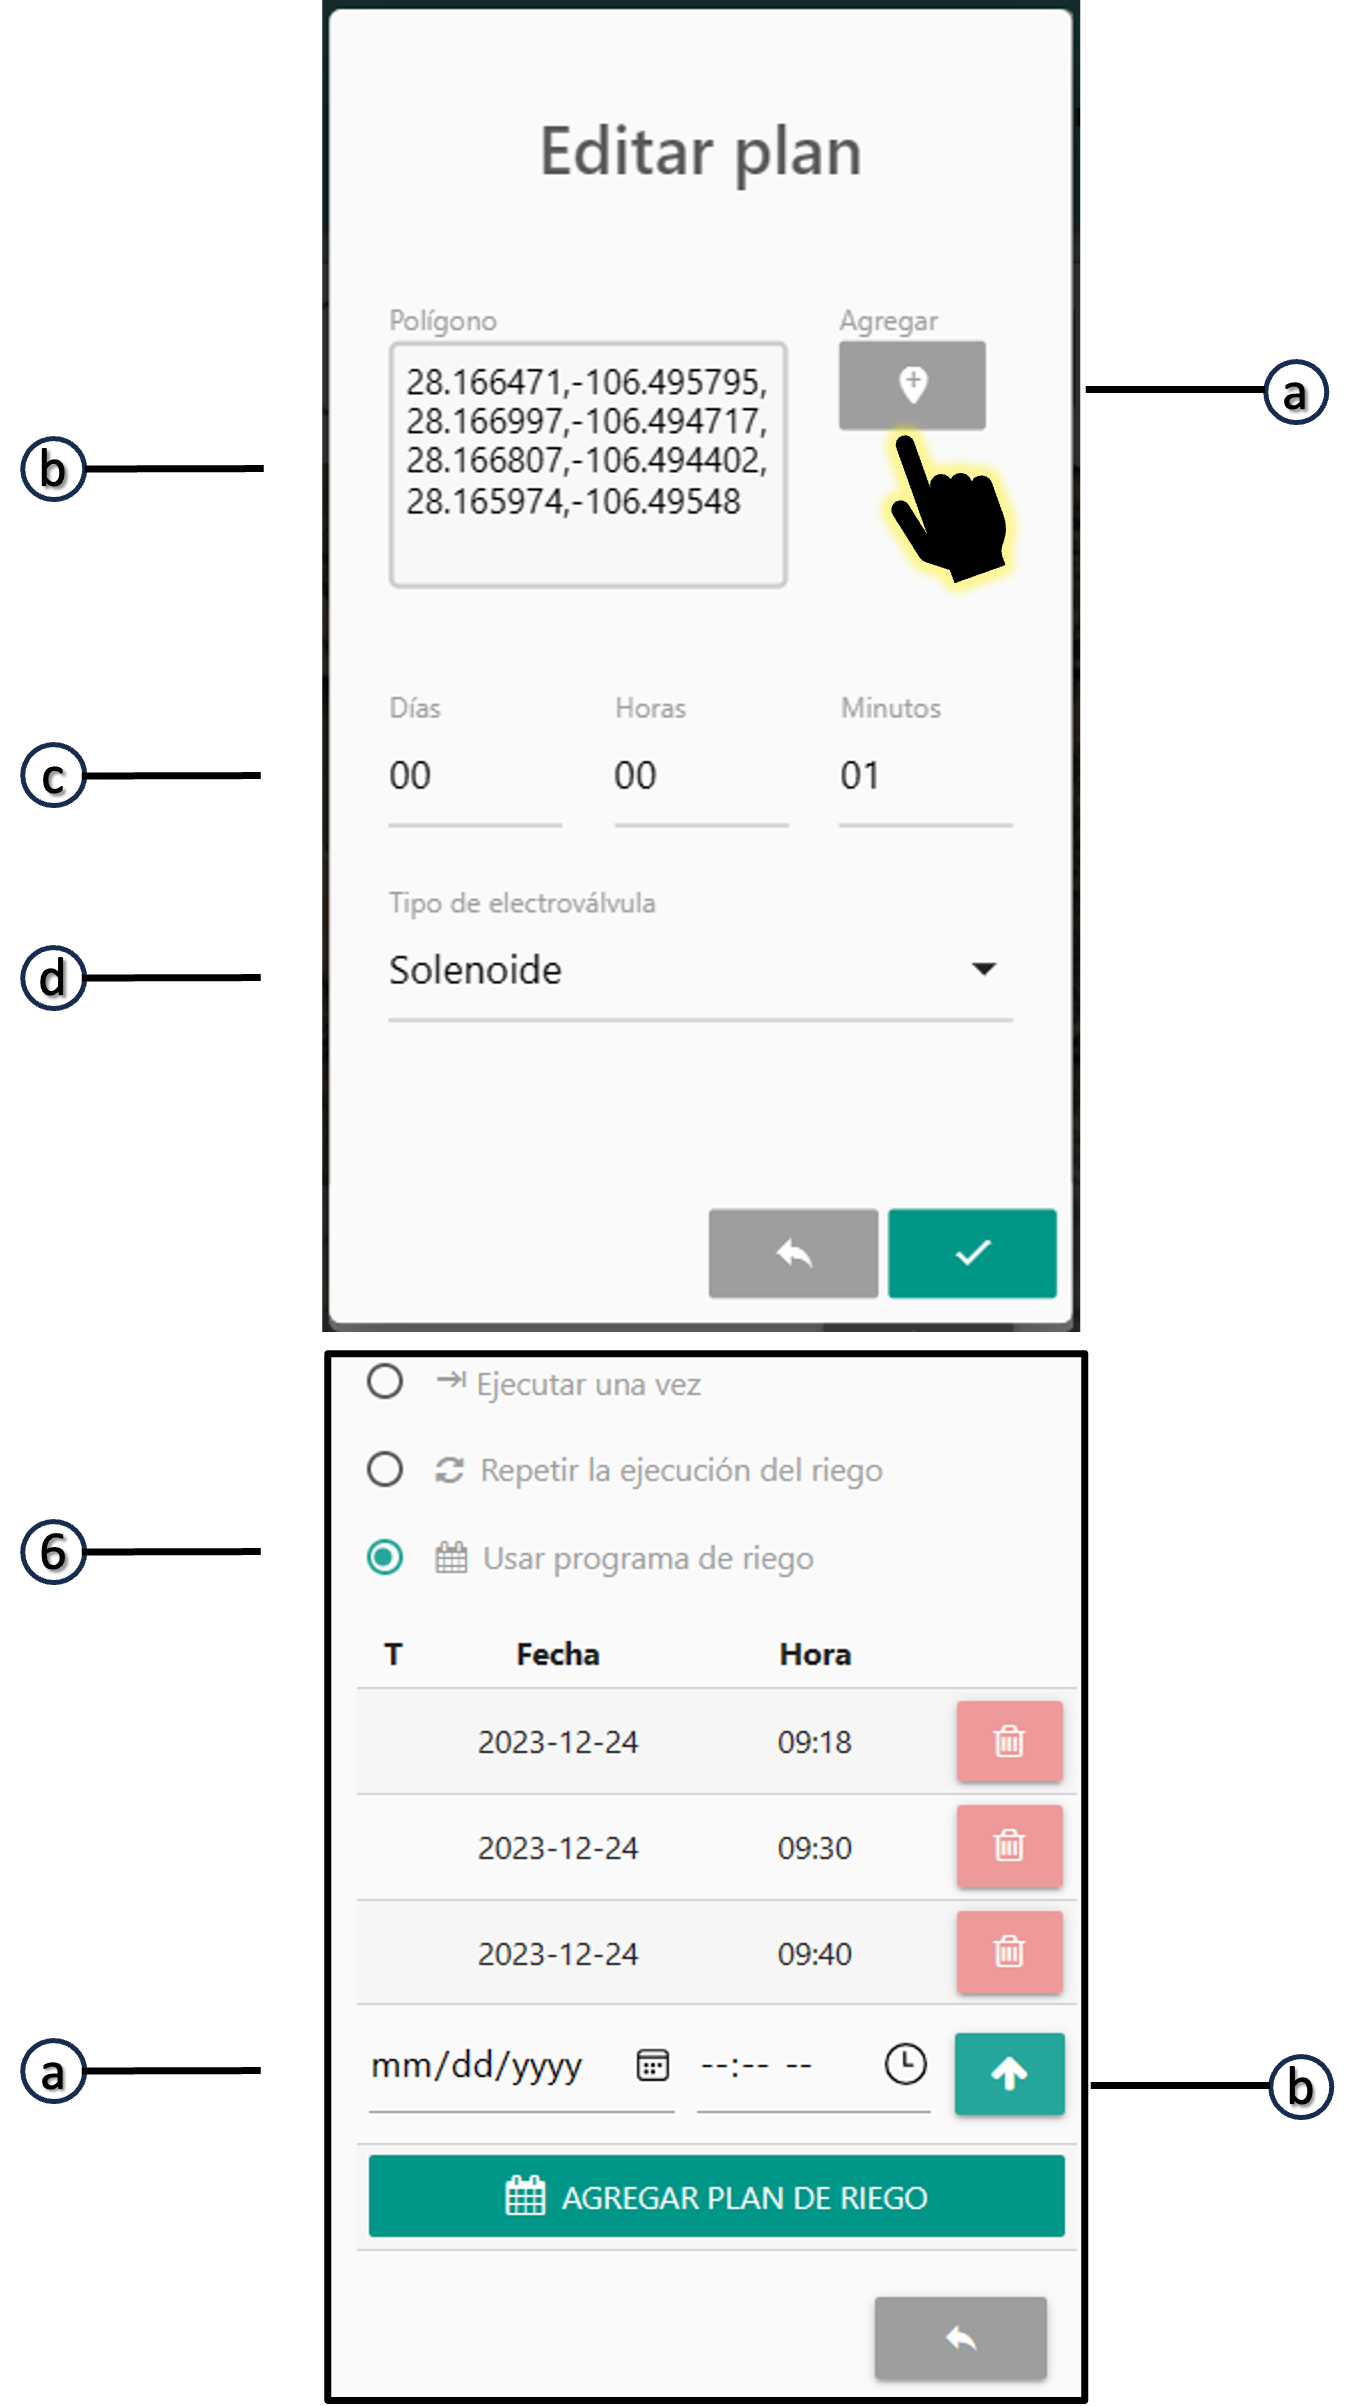 Editar plan
Polígono
Agregar
28.166471,-106.495795,
28.166997,-106.494717,
28.166807,-106.494402,
28.165974,-106.49548
a
b
Días Horas Minutos
c
00 00 01
Tipo de electroválvula
d
Solenoide
Ejecutar una vez
Repetir la ejecución del riego
6
Usar programa de riego
T Fecha Hora
2023-12-24 09:18
2023-12-24 09:30
2023-12-24 09:40
a
mm/dd/yyyy --:-- --
b
AGREGAR PLAN DE RIEGO